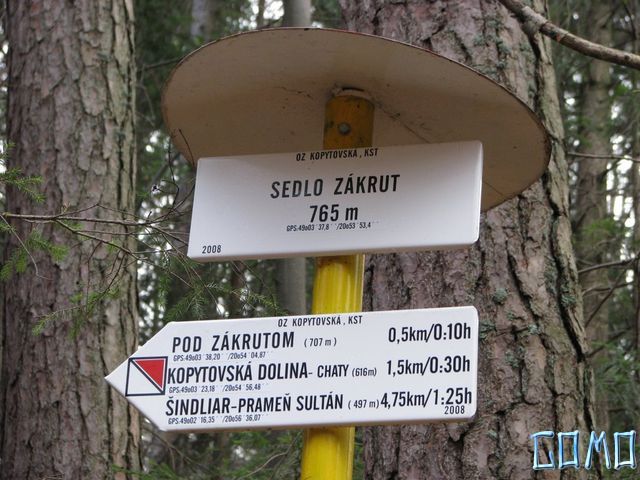 OZ KOPYTOVSKÁ , KST
SEDLO ZÁKRUT
765 m
GPS:49o03´37,8´´/20o53´53,4´´
2008
OZ KOPYTOVSKÁ, KST
POD ZÁKRUTOM (707 m) 0,5km/0:10h
GPS:49o03´38,20´´/20o54´04,87´´
KOPYTOVSKÁ DOLINA- CHATY (616m) 1,5km/0:30h
GPS:49o03´23,18´´/20o54´56,48´´
ŠINDLIAR-PRAMEŇ SULTÁN (497 m) 4,75km/1:25h
GPS:49o02´16,35´´/20o56´36,07´´
2008
GOMO